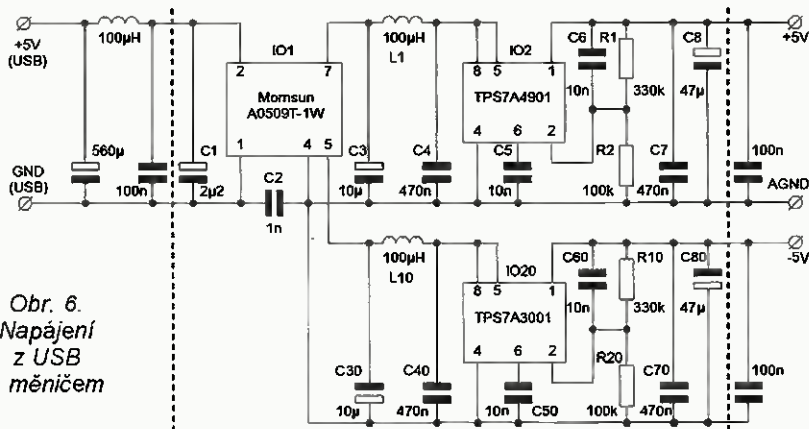 +5V
(USB)
100µH
IO1
2
7
Mornsun
A0509T-1W
1
4
5
100µH
L1
IO2
8
5
1
TPS7A4901
4
6
2
C6
10n
R1
330k
C8
47µ
+5V
560µ
100n
C1
2µ2
C2
1n
C3
10µ
C4
470n
C5
10n
R2
100k
C7
470n
100n
GND
(USB)
AGND
100µH
L10
IO20
8
5
1
TPS7A3001
4
6
2
C60
10n
R10
330k
C80
47µ
-5V
C30
10µ
C40
470n
10n
C50
R20
100k
C70
470n
100n
Obr. 6.
Napájení
z USB
měničem